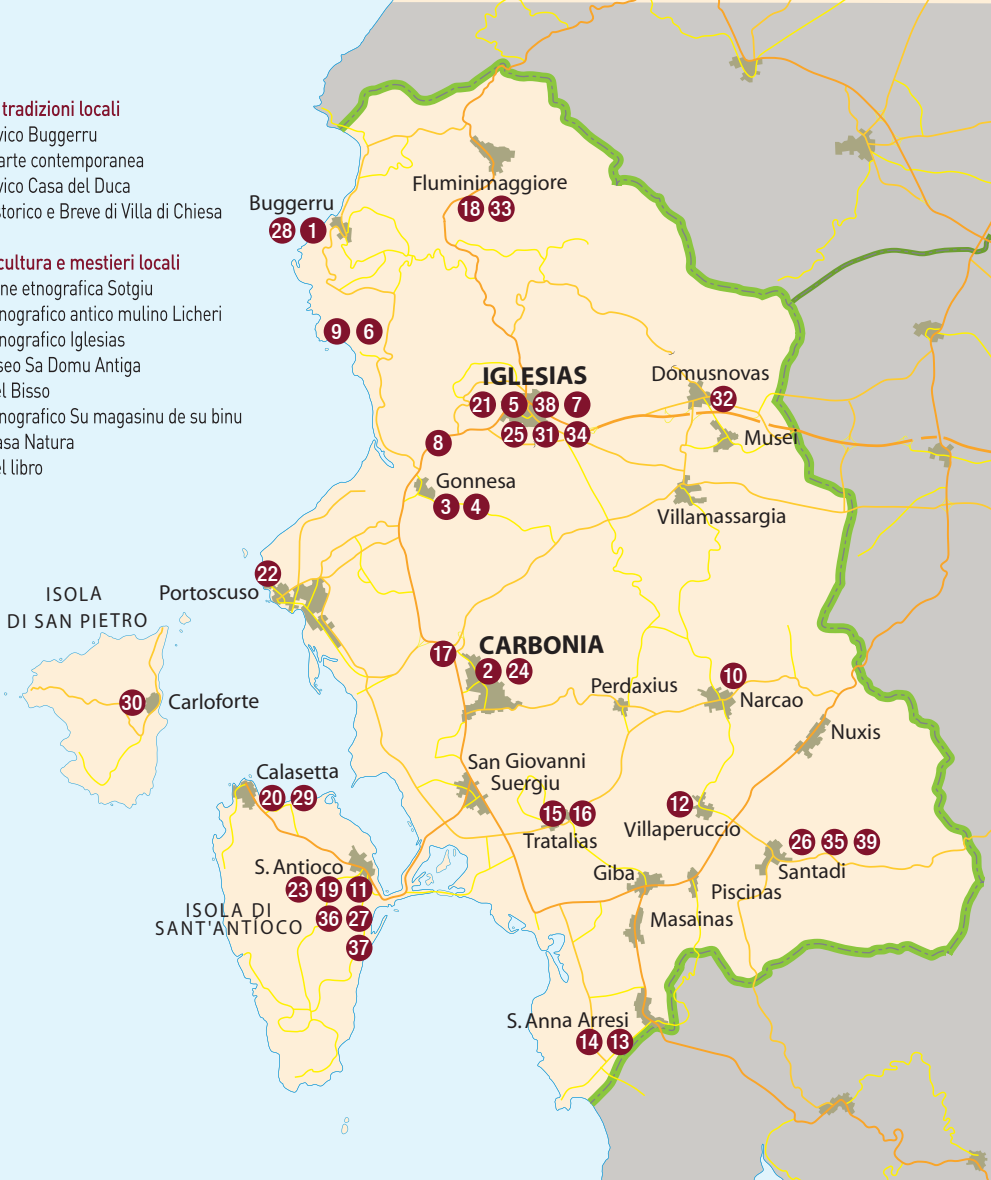 tradizioni locali
vico Buggerru
arte contemporanea
vico Casa del Duca
storico e Breve di Villa di Chiesa
cultura e mestieri locali
ne etnografica Sotgiu
nografico antico mulino Licheri
nografico Iglesias
seo Sa Domu Antiga
el Bisso
nografico Su magasinu de su binu
asa Natura
el libro
Fluminimaggiore
18 33
Buggerru
28 1
9 6
IGLESIAS
21 5 38 7
25 31 34
Domusnovas
32
Musei
8
Gonnesa
3 4
Villamassargia
22
Portoscuso
ISOLA
DI SAN PIETRO
30
Carloforte
17
CARBONIA
2 24
Perdaxius
10
Narcao
Nuxis
San Giovanni
Suergiu
Calasetta
20 29
15 16
Tratalias
12
Villaperuccio
26 35 39
Santadi
S. Antioco
23 19 11
ISOLA DI
SANT'ANTIOCO
36 27
37
Giba
Piscinas
Masainas
S. Anna Arresi
14 13